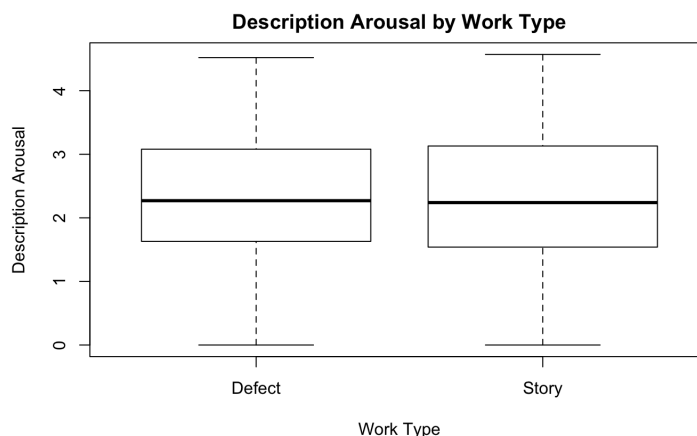 Description Arousal by Work Type
Description Arousal
4
3
2
1
0
Defect
Story
Work Type